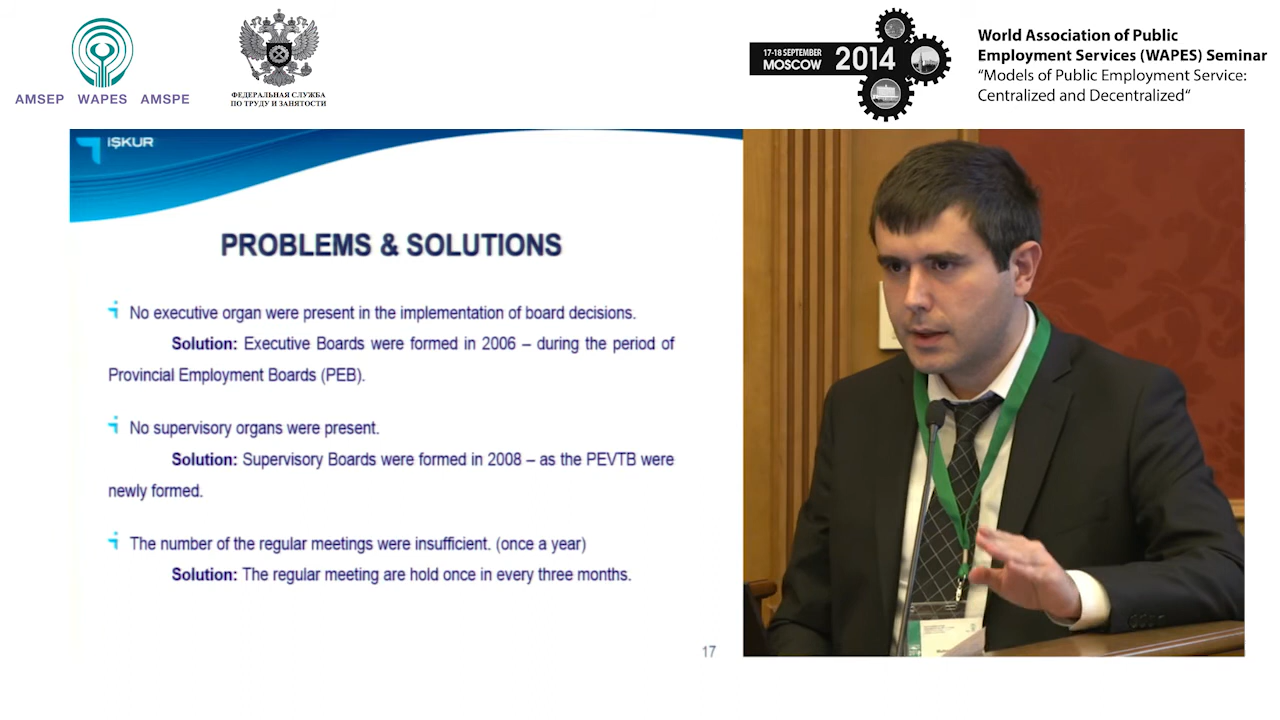 AMSEP WAPES AMSPE
ФЕДЕРАЛЬНАЯ СЛУЖБА
ПО ТРУДУ И ЗАНЯТОСТИ
17-18 SEPTEMBER
MOSCOW
2014
World Association of Public
Employment Services (WAPES) Seminar
“Models of Public Employment Service:
Centralized and Decentralized“
İŞKUR
PROBLEMS & SOLUTIONS
No executive organ were present in the implementation of board decisions.
Solution: Executive Boards were formed in 2006 – during the period of
Provincial Employment Boards (PEB).
No supervisory organs were present.
Solution: Supervisory Boards were formed in 2008 – as the PEVTB were
newly formed.
The number of the regular meetings were insufficient. (once a year)
Solution: The regular meeting are hold once in every three months.
17